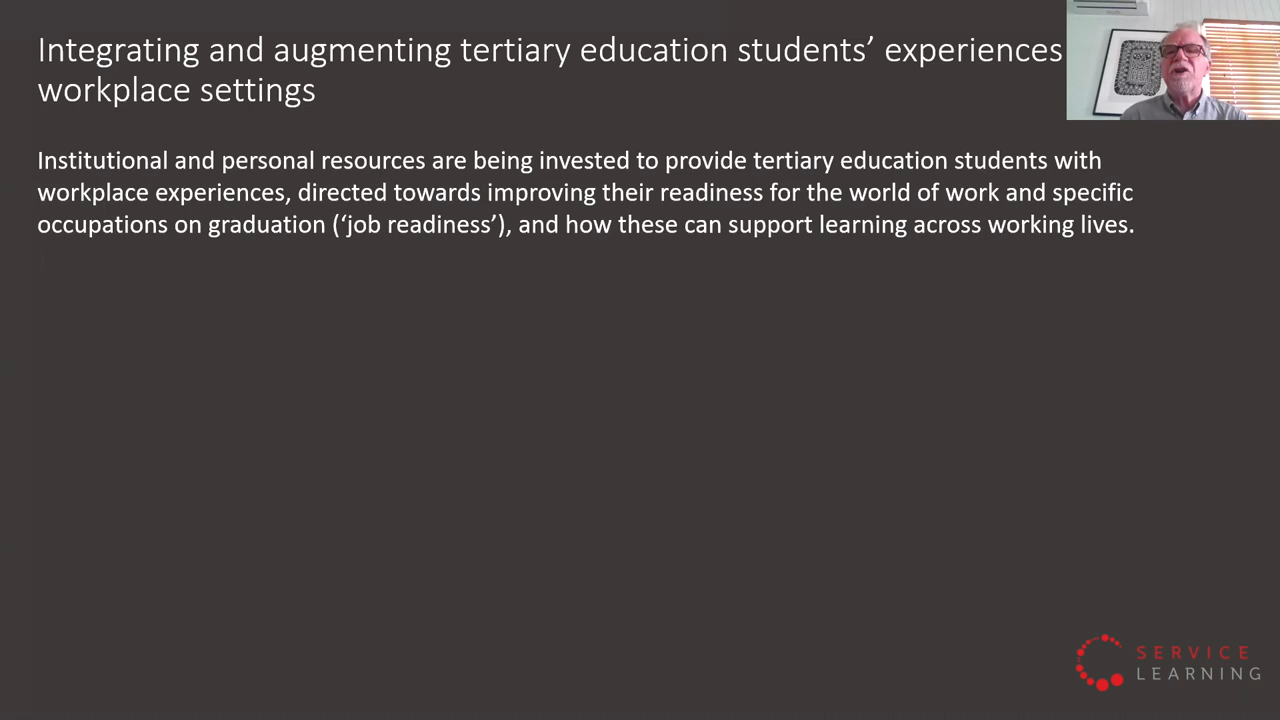 Integrating and augmenting tertiary education students’ experiences
workplace settings
Institutional and personal resources are being invested to provide tertiary education students with
workplace experiences, directed towards improving their readiness for the world of work and specific
occupations on graduation (‘job readiness’), and how these can support learning across working lives.
SERVICE
LEARNING